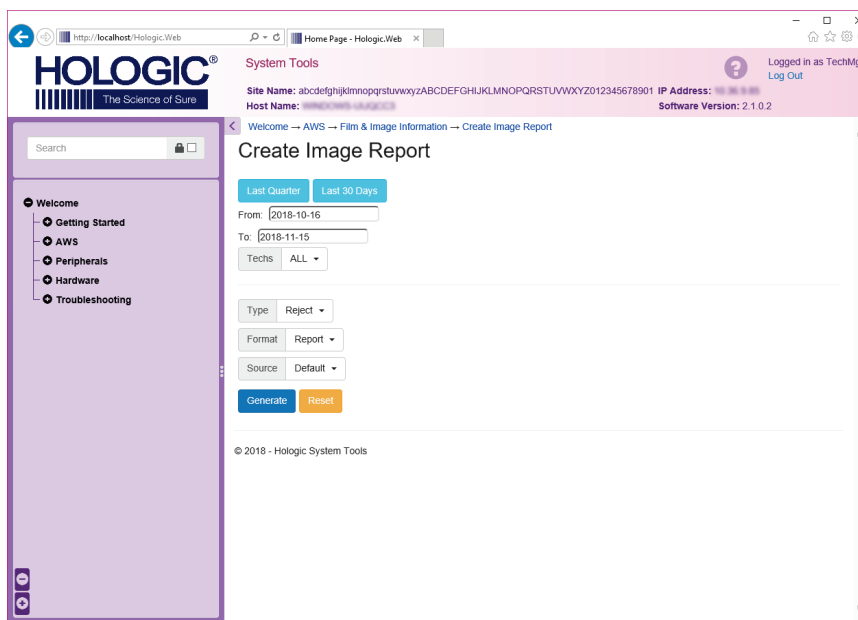 http://localhost/Hologic.Web
Home Page - Hologic.Web
HOLOGIC®
The Science of Sure
System Tools
Logged in as TechMg
Log Out
Site Name: abcdefghijklmnopqrstuvwxyzABCDEFGHIJKLMNOPQRSTUVWXYZ012345678901 IP Address:
Host Name:
Software Version: 2.1.0.2
Search
Welcome → AWS → Film & Image Information → Create Image Report
Create Image Report
Welcome
Getting Started
AWS
Peripherals
Hardware
Troubleshooting
Last Quarter Last 30 Days
From: 2018-10-16
To: 2018-11-15
Techs ALL
Type Reject
Format Report
Source Default
Generate Reset
© 2018 - Hologic System Tools